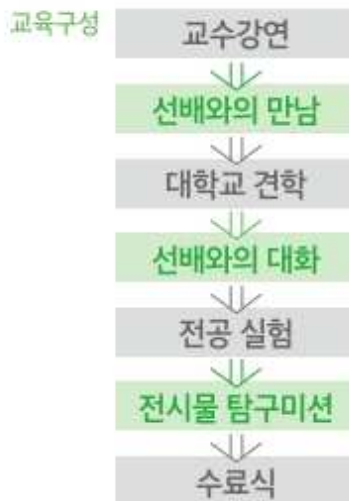 교육구성
교수강연
선배와의 만남
대학교 견학
선배와의 대화
전공 실험
전시물 탐구미션
수료식